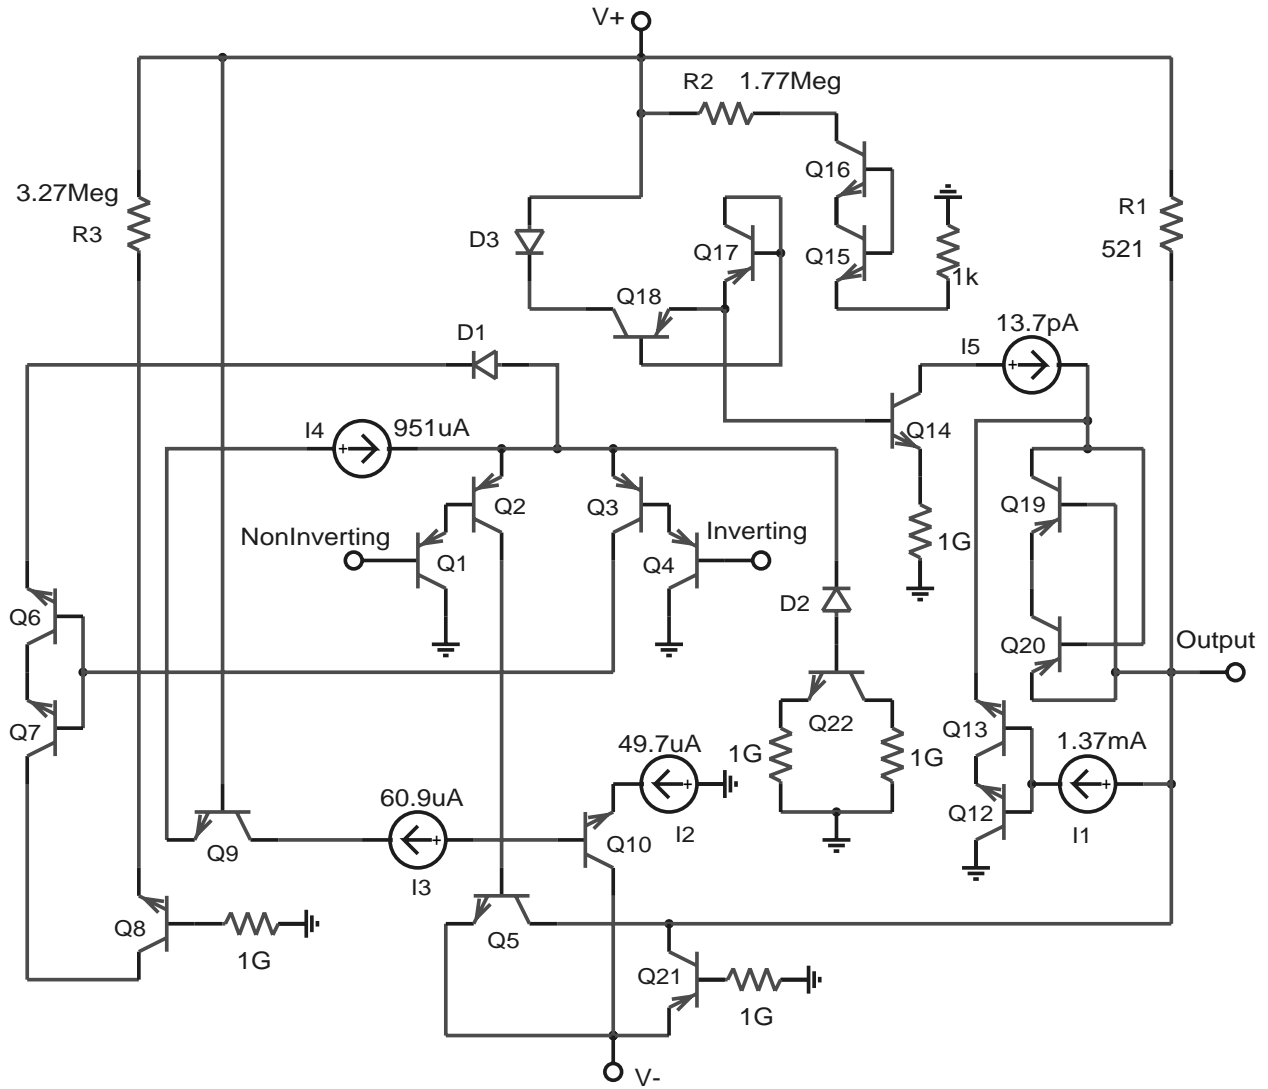 V+
R2 1.77Meg
Q16
3.27Meg
R3
R1
D3
Q17
Q15
521
1k
Q18
13.7pA
D1
I5
I4
951uA
Q14
Q2
Q3
Q19
NonInverting
Inverting
1G
Q1
Q4
D2
Q6
Q20
Output
Q7
Q22
Q13
49.7uA
1G
1G
1.37mA
60.9uA
Q12
Q9
Q10
I2
I1
I3
Q8
Q5
1G
Q21
1G
V-
+
+
+
+
+